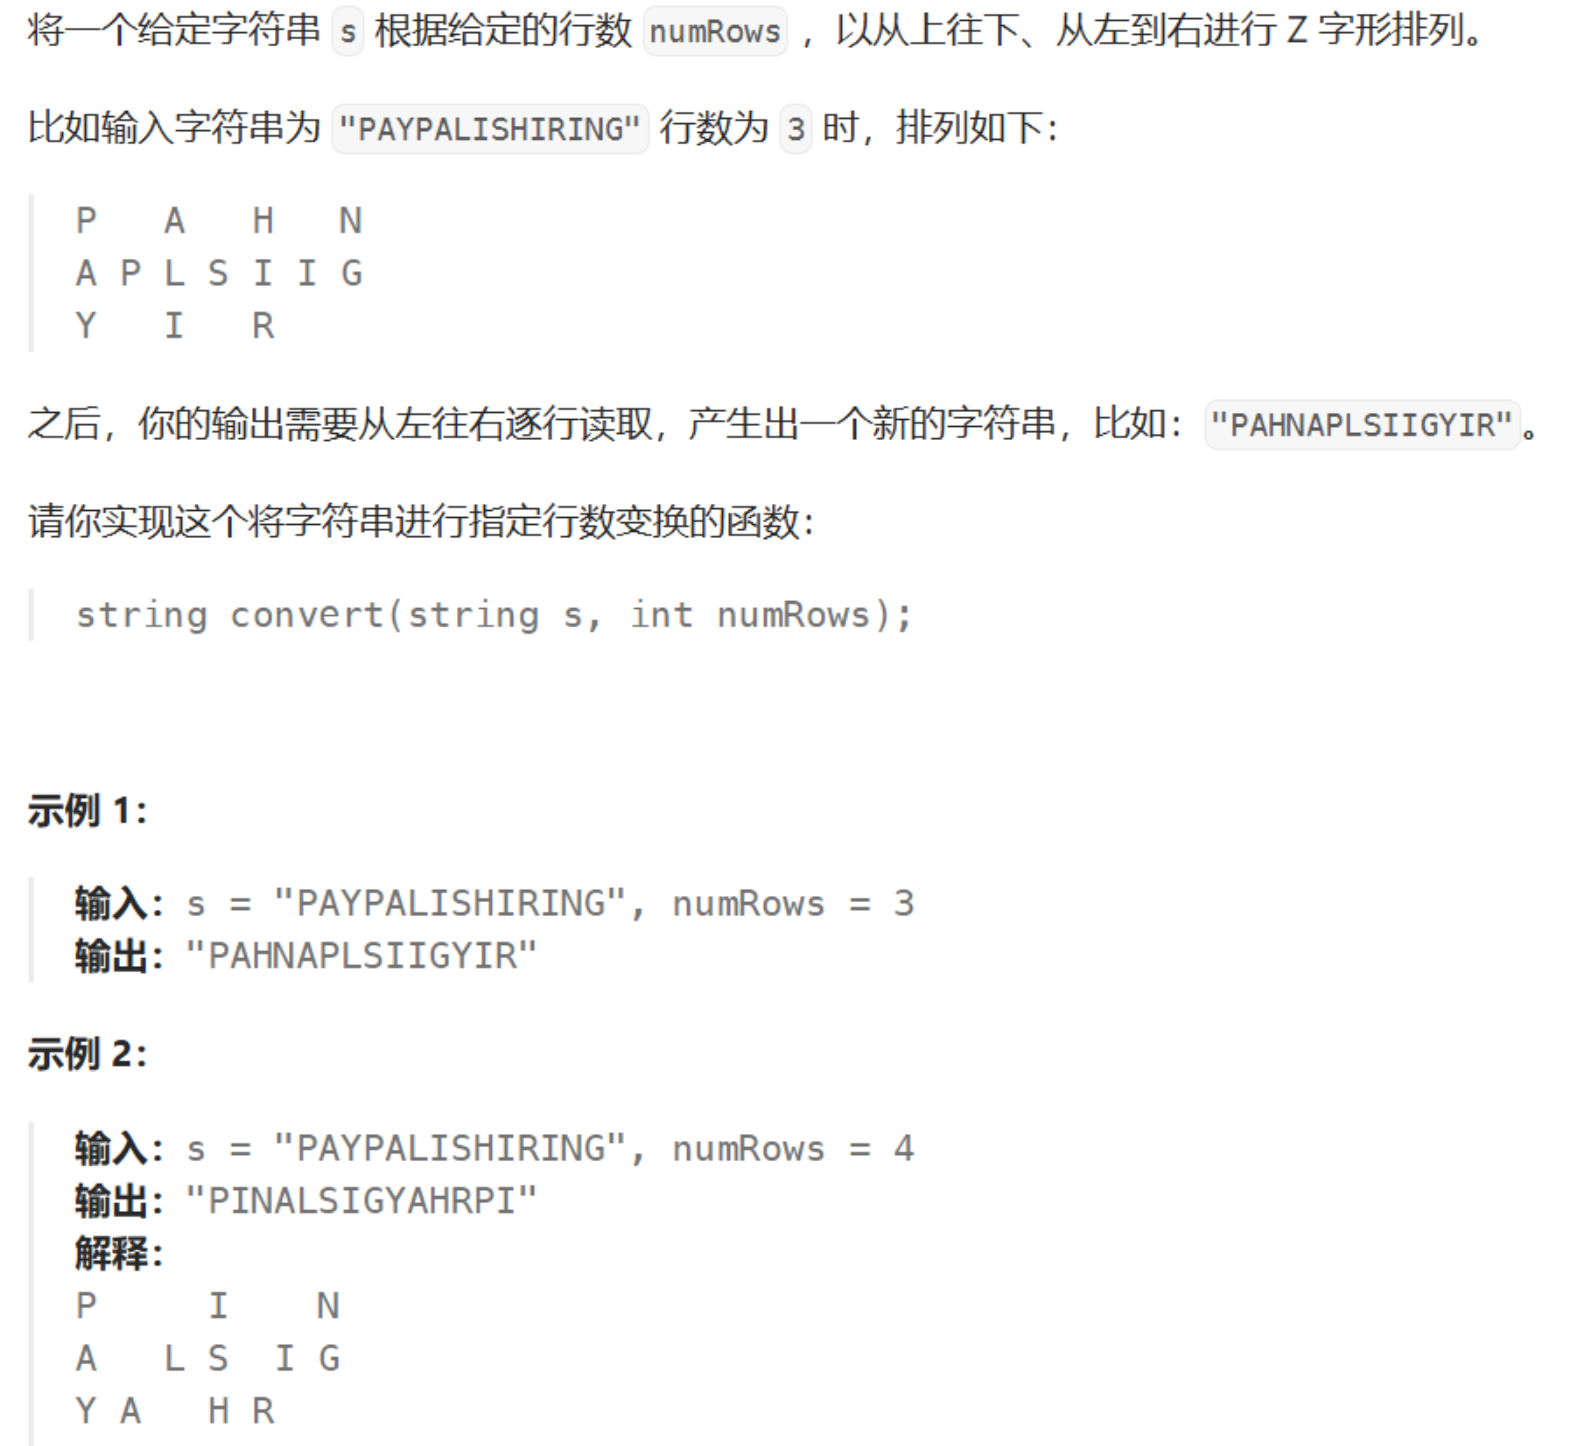 将一个给定字符串 s 根据给定的行数 numRows ，以从上往下、从左到右进行 Z 字形排列。
比如输入字符串为 "PAYPALISHIRING" 行数为 3 时，排列如下：
P   A   H   N
A P L S I I G
Y   I   R
之后，你的输出需要从左往右逐行读取，产生出一个新的字符串，比如："PAHNAPLSIIGYIR"。
请你实现这个将字符串进行指定行数变换的函数：
string convert(string s, int numRows);
示例 1：
输入：s = "PAYPALISHIRING", numRows = 3
输出："PAHNAPLSIIGYIR"
示例 2：
输入：s = "PAYPALISHIRING", numRows = 4
输出："PINALSIGYAHRPI"
解释：
P     I    N
A   L S  I G
Y A   H R